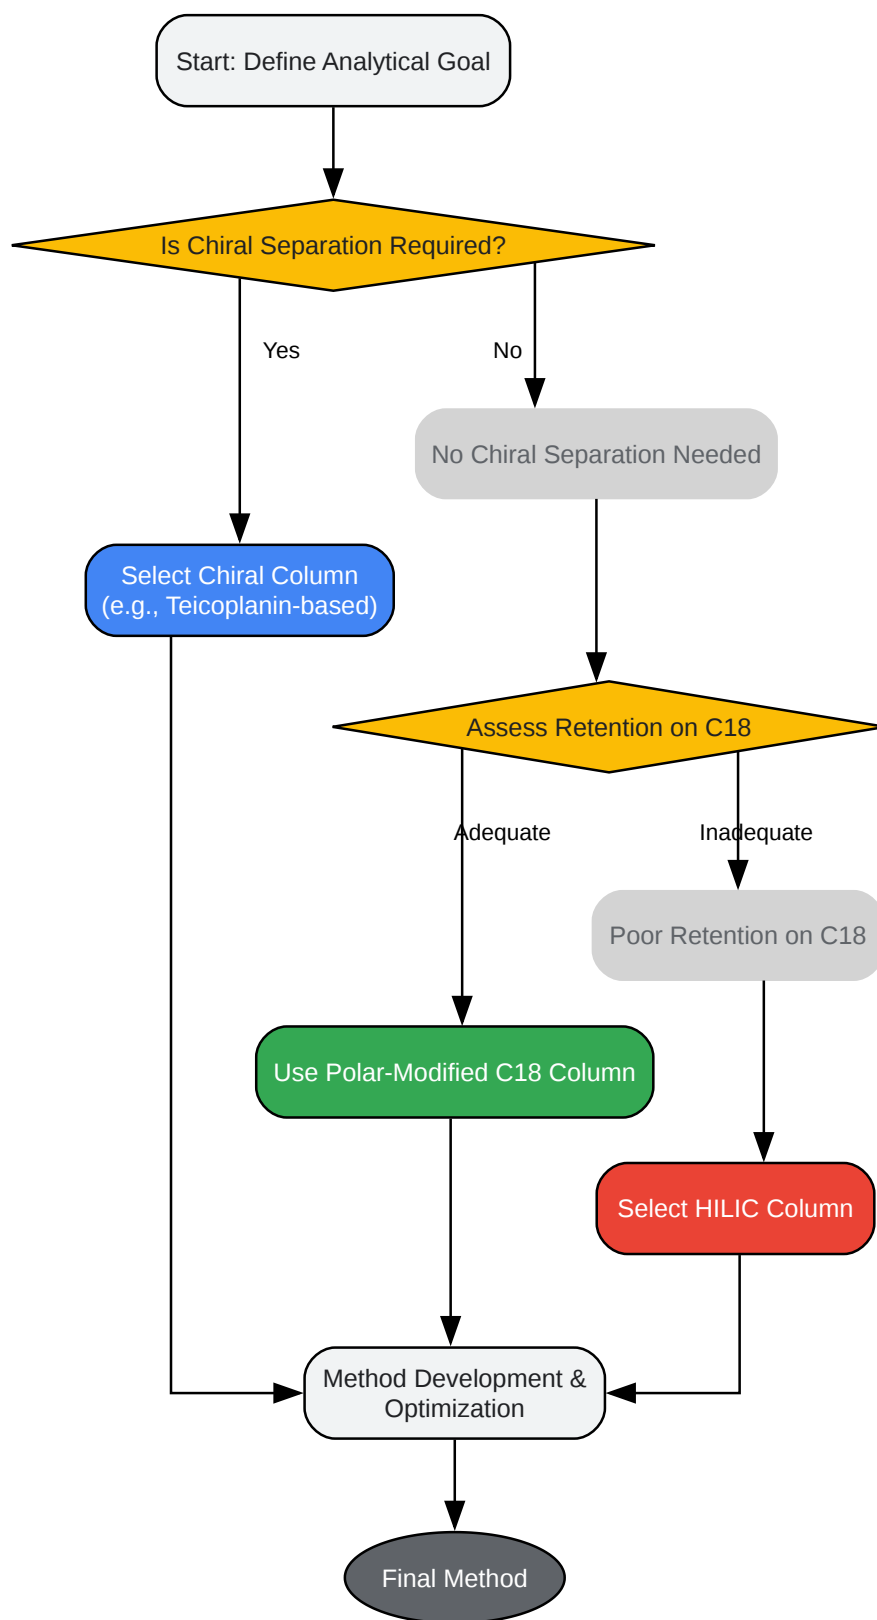 Start: Define Analytical Goal
Is Chiral Separation Required?
Yes
No
No Chiral Separation Needed
Select Chiral Column
(e.g., Teicoplanin-based)
Assess Retention on C18
Adequate
Inadequate
Poor Retention on C18
Use Polar-Modified C18 Column
Select HILIC Column
Method Development &
Optimization
Final Method